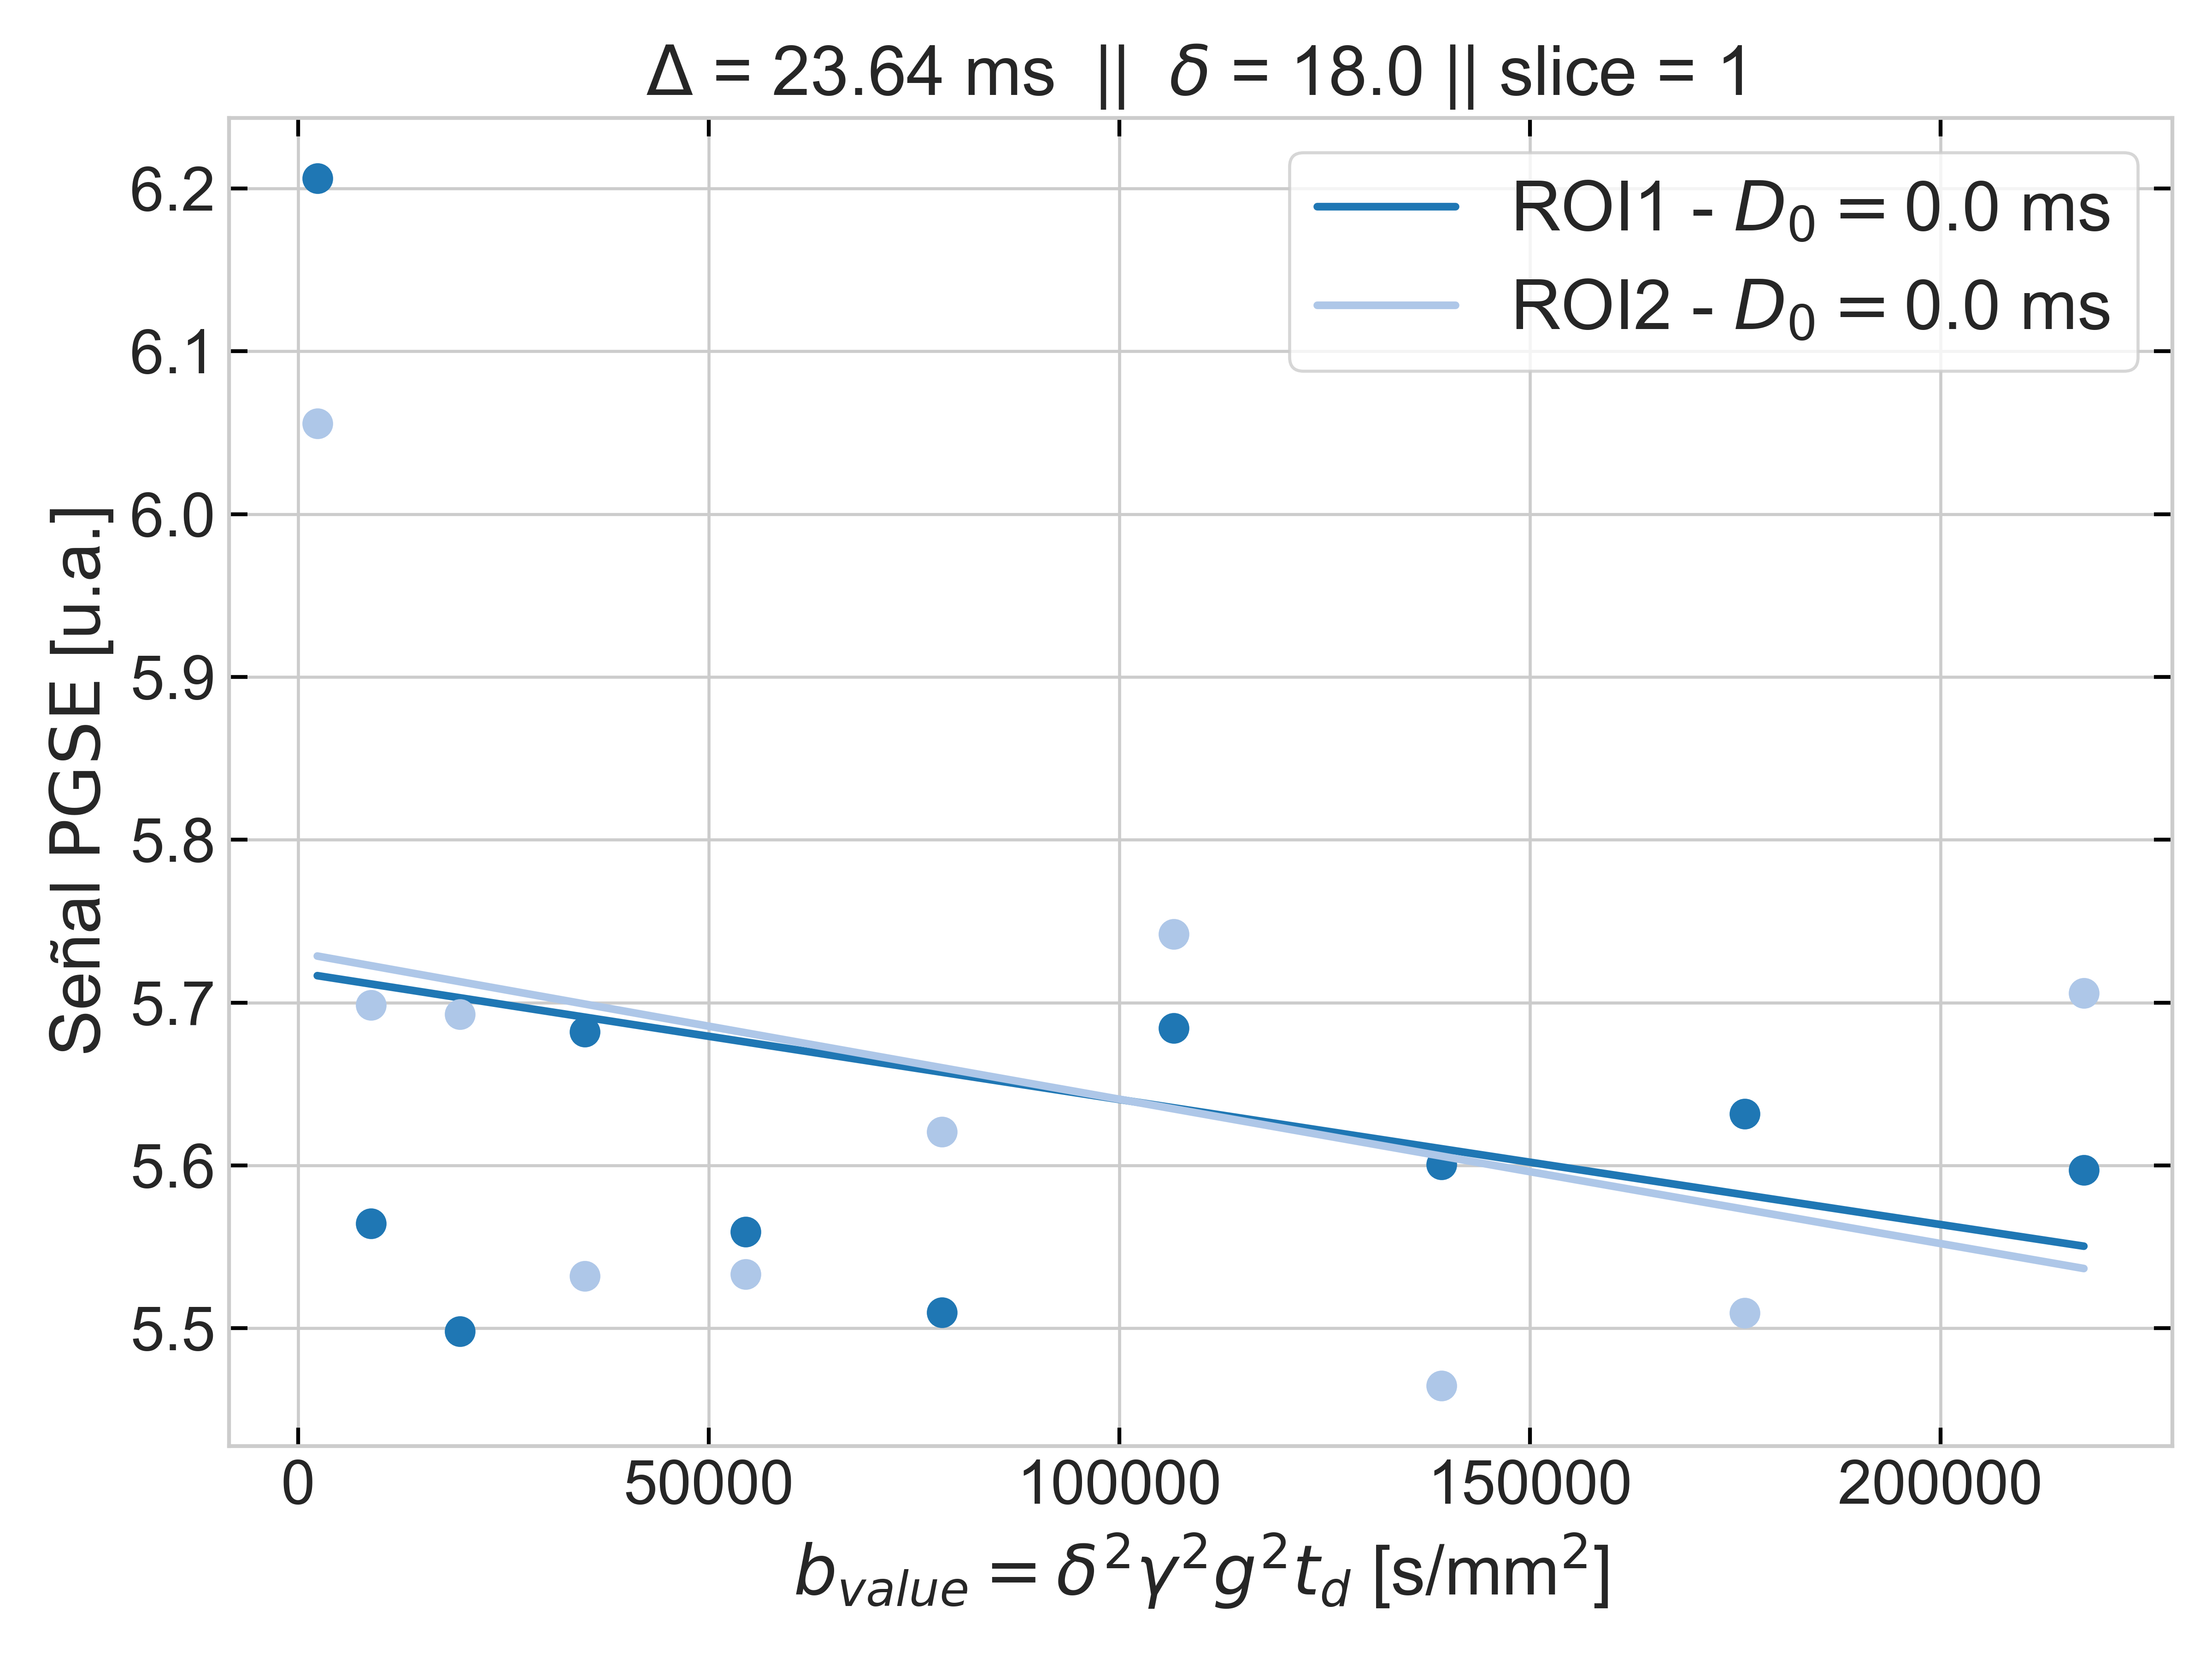 Δ = 23.64 ms || δ = 18.0 || slice = 1
ROI1 - D₀ = 0.0 ms
ROI2 - D₀ = 0.0 ms
Señal PGSE [u.a.]
6.2
6.1
6.0
5.9
5.8
5.7
5.6
5.5
0 50000 100000 150000 200000
b_value = δ²γ²g²t_d [s/mm²]